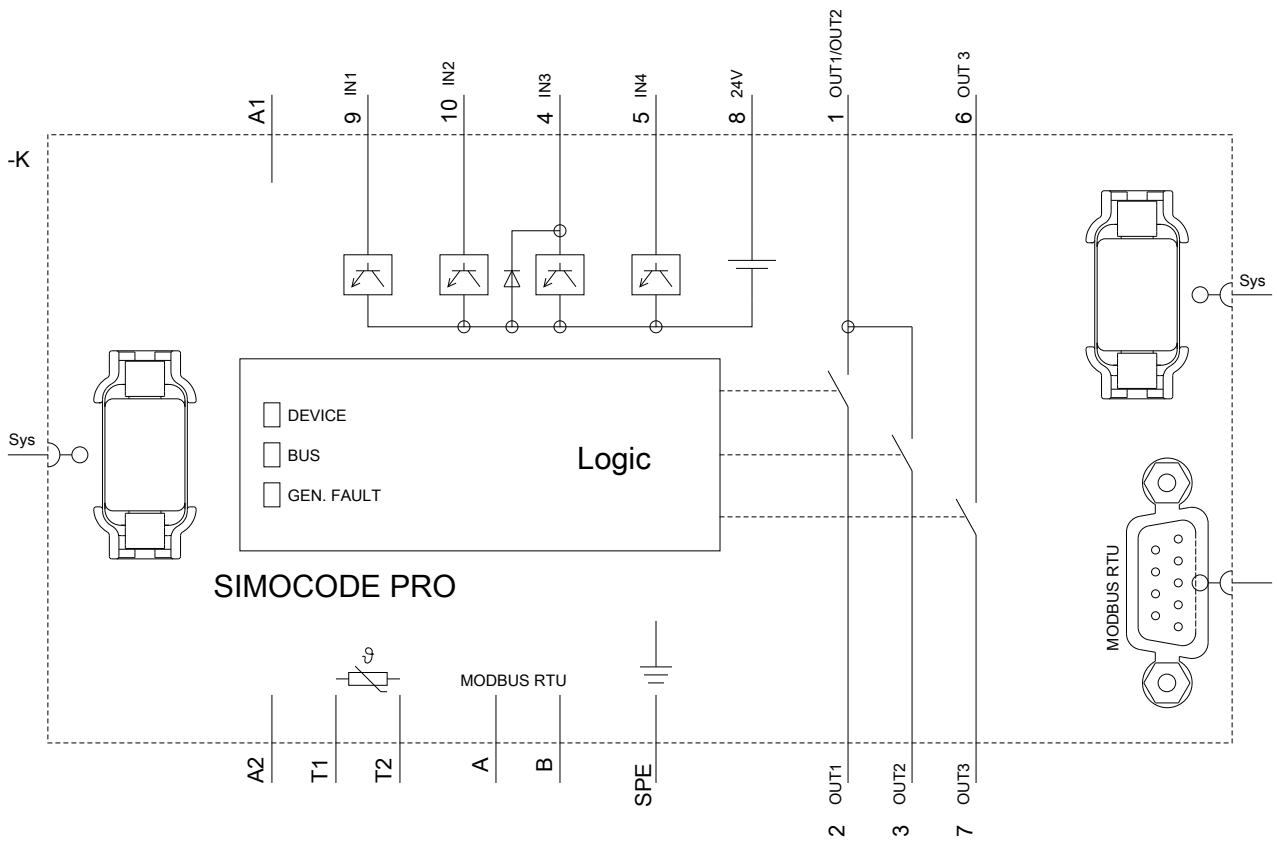 -K
A1
9 IN1
10 IN2
4 IN3
5 IN4
8 24V
1 OUT1/OUT2
6 OUT 3
Sys
Sys
DEVICE
BUS
GEN. FAULT
Logic
SIMOCODE PRO
MODBUS RTU
ϑ
MODBUS RTU
A2
T1
T2
A
B
SPE
2 OUT1
3 OUT2
7 OUT3